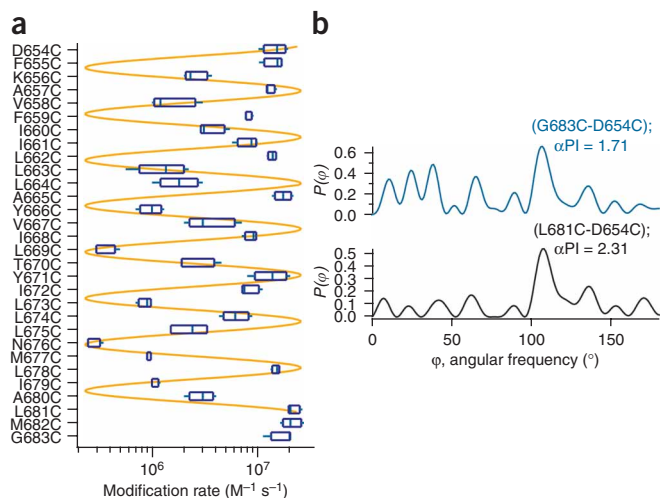 a
D654C
F655C
K656C
A657C
V658C
F659C
I660C
I661C
L662C
L663C
L664C
A665C
Y666C
V667C
I668C
L669C
T670C
Y671C
I672C
L673C
L674C
L675C
N676C
M677C
L678C
I679C
A680C
L681C
M682C
G683C
10⁶ 10⁷
Modification rate (M⁻¹ s⁻¹)
b
(G683C-D654C);
αPI = 1.71
P(φ)
0.6
0.4
0.2
0.0
(L681C-D654C);
αPI = 2.31
P(φ)
0.5
0.4
0.3
0.2
0.1
0.0
0 50 100 150
φ, angular frequency (°)